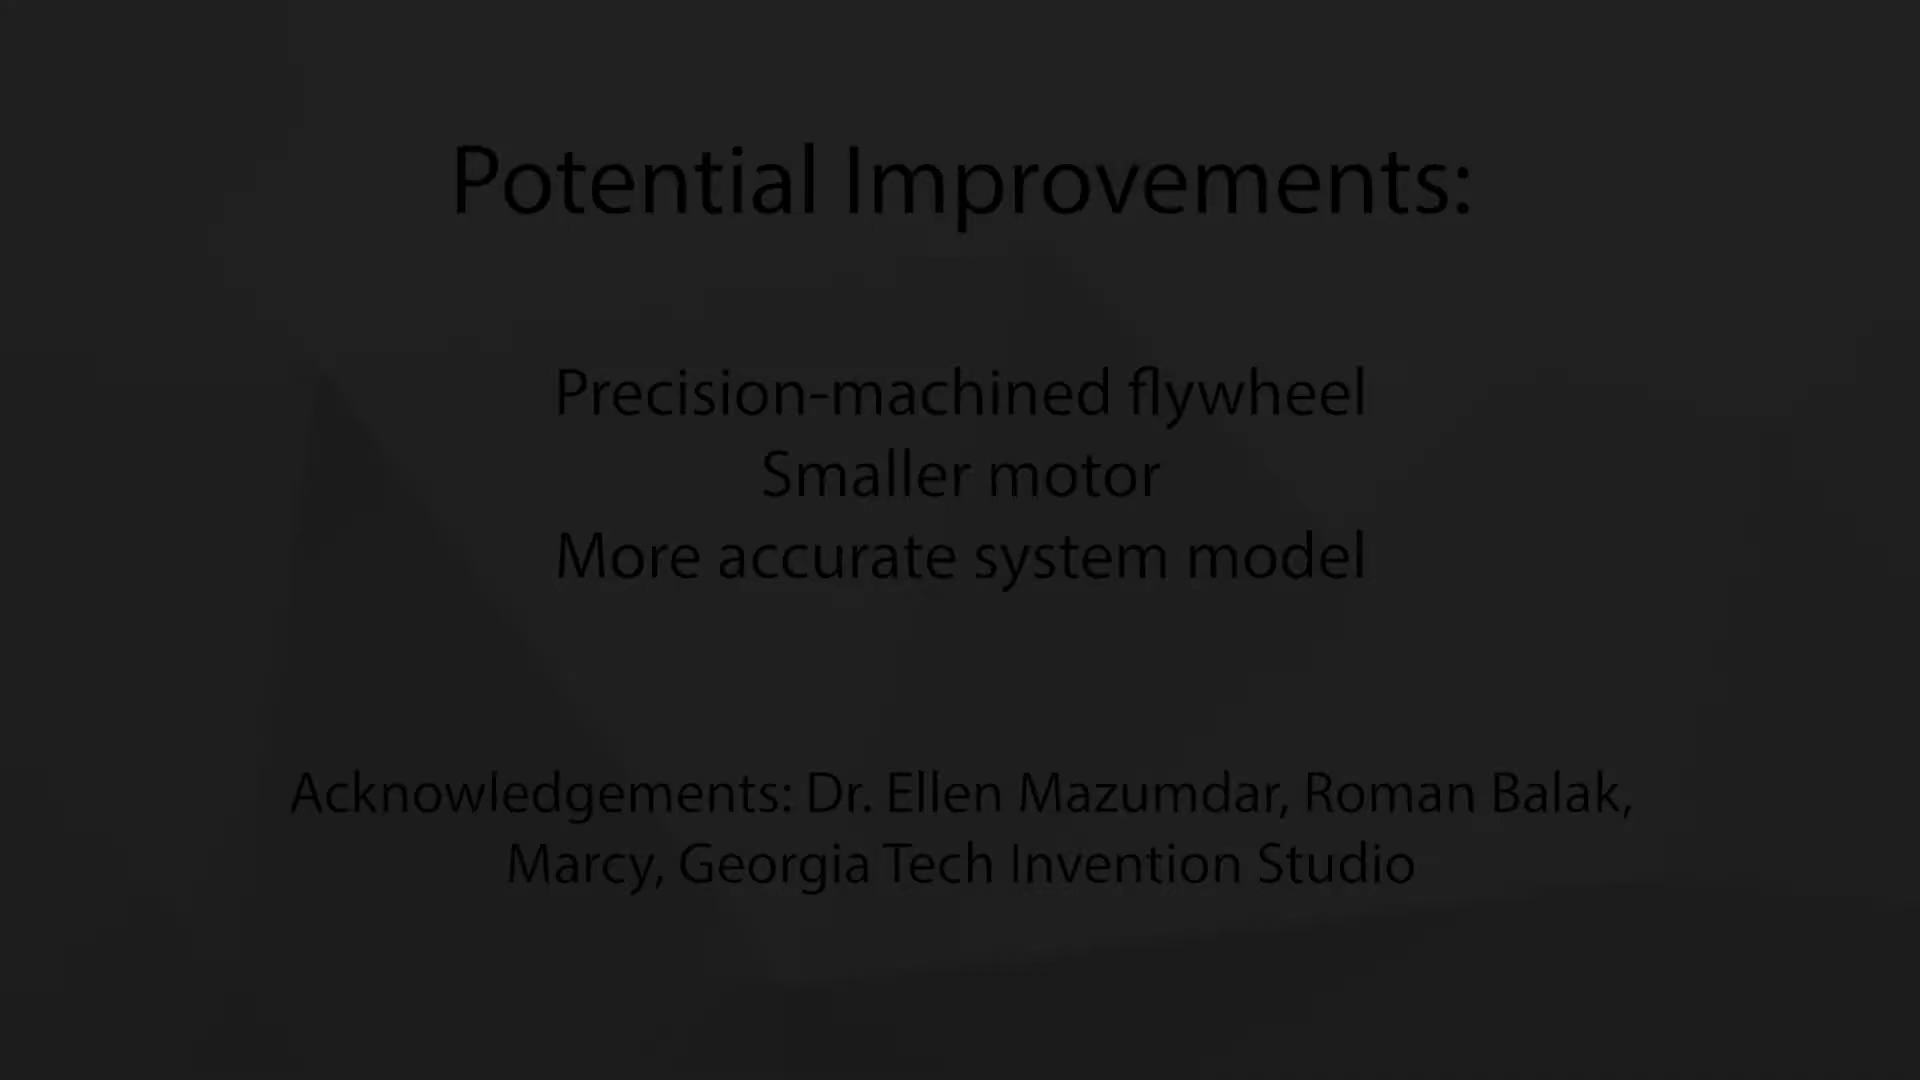 Potential Improvements:
Precision-machined flywheel
Smaller motor
More accurate system model
Acknowledgements: Dr. Ellen Mazumdar, Roman Balak,
Marcy, Georgia Tech Invention Studio